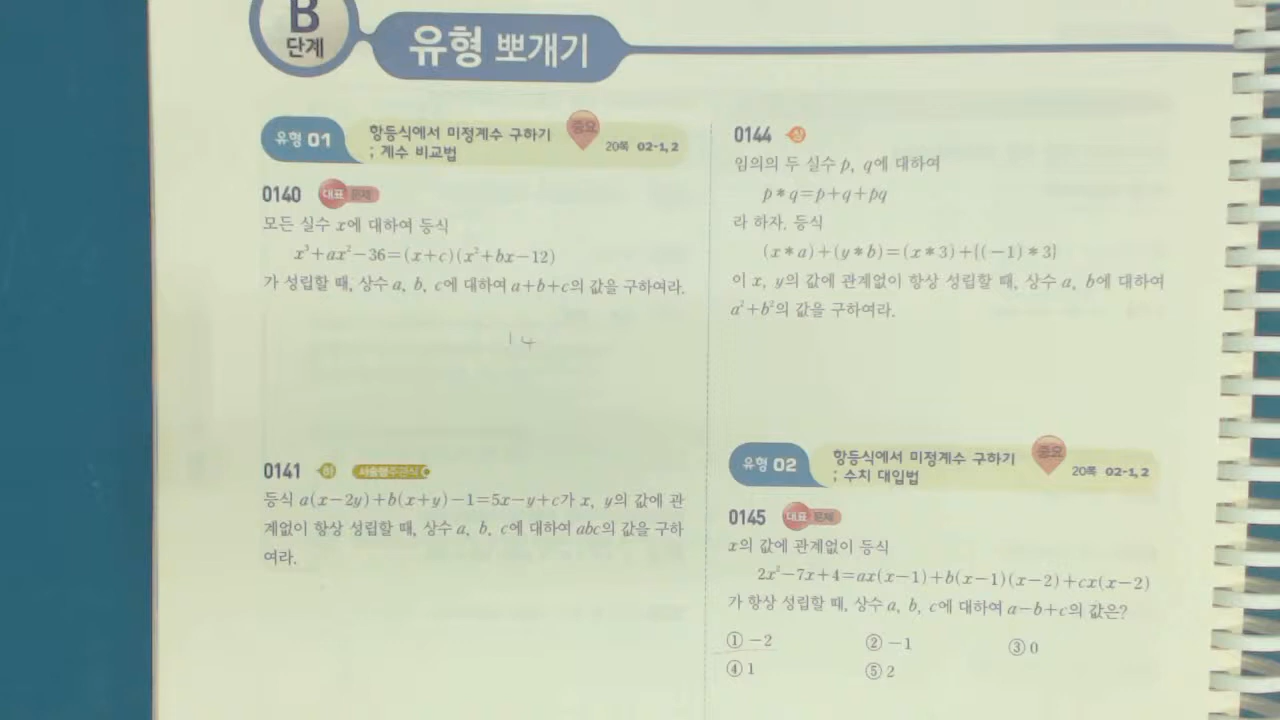 B
단계
유형 뽀개기
유형 01
항등식에서 미정계수 구하기
; 계수 비교법
중요
20쪽 02-1, 2
0140 대표 문제
모든 실수 x에 대하여 등식
x³+ax²-36=(x+c)(x²+bx-12)
가 성립할 때, 상수 a, b, c에 대하여 a+b+c의 값을 구하여라.
14
0141 하 서술형주관식
등식 a(x-2y)+b(x+y)-1=5x-y+c가 x, y의 값에 관
계없이 항상 성립할 때, 상수 a, b, c에 대하여 abc의 값을 구하
여라.
0144 상
임의의 두 실수 p, q에 대하여
p*q=p+q+pq
라 하자. 등식
(x*a)+(y*b)=(x*3)+{(-1)*3}
이 x, y의 값에 관계없이 항상 성립할 때, 상수 a, b에 대하여
a²+b²의 값을 구하여라.
유형 02
항등식에서 미정계수 구하기
; 수치 대입법
중요
20쪽 02-1, 2
0145 대표 문제
x의 값에 관계없이 등식
2x²-7x+4=ax(x-1)+b(x-1)(x-2)+cx(x-2)
가 항상 성립할 때, 상수 a, b, c에 대하여 a-b+c의 값은?
① -2 ② -1 ③ 0
④ 1 ⑤ 2